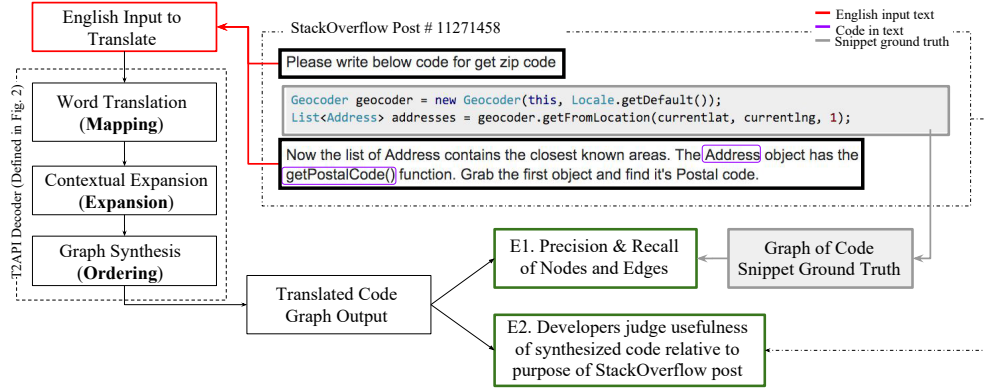 English Input to
Translate
StackOverflow Post # 11271458
English input text
Code in text
Snippet ground truth
Please write below code for get zip code
Geocoder geocoder = new Geocoder(this, Locale.getDefault());
List<Address> addresses = geocoder.getFromLocation(currentlat, currentlng, 1);
Now the list of Address contains the closest known areas. The Address object has the
getPostalCode() function. Grab the first object and find it's Postal code.
T2API Decoder (Defined in Fig. 2)
Word Translation
(Mapping)
Contextual Expansion
(Expansion)
Graph Synthesis
(Ordering)
Translated Code
Graph Output
E1. Precision & Recall
of Nodes and Edges
Graph of Code
Snippet Ground Truth
E2. Developers judge usefulness
of synthesized code relative to
purpose of StackOverflow post